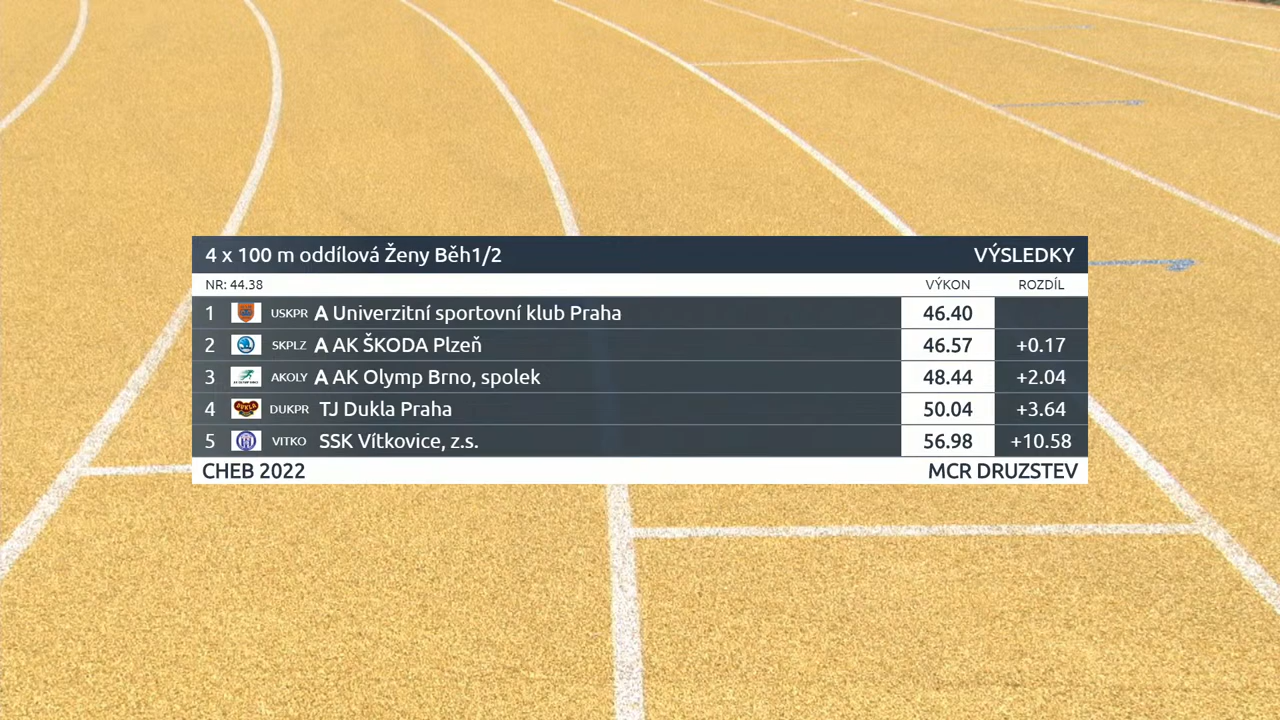 4 x 100 m oddílová Ženy Běh1/2 VÝSLEDKY
NR: 44.38 VÝKON ROZDÍL
1 USKPR A Univerzitní sportovní klub Praha 46.40
2 SKPLZ A AK ŠKODA Plzeň 46.57 +0.17
3 AKOLY A AK Olymp Brno, spolek 48.44 +2.04
4 DUKLA DUKPR TJ Dukla Praha 50.04 +3.64
5 VITKO SSK Vítkovice, z.s. 56.98 +10.58
CHEB 2022 MCR DRUZSTEV